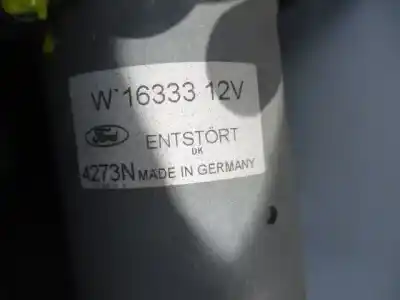 W`16333 12V
Ford ENTSTÖRT
DK
4273N MADE IN GERMANY